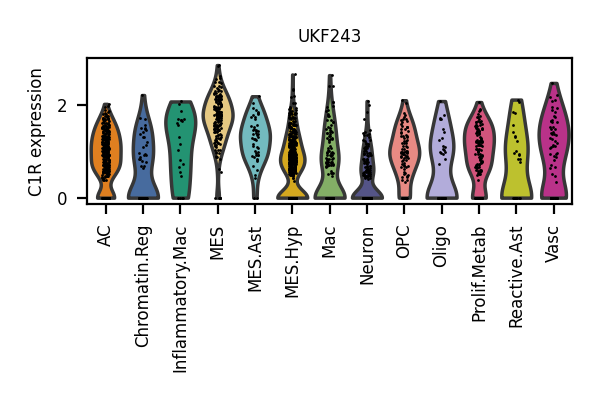 UKF243
C1R expression
2
0
AC
Chromatin.Reg
Inflammatory.Mac
MES
MES.Ast
MES.Hyp
Mac
Neuron
OPC
Oligo
Prolif.Metab
Reactive.Ast
Vasc